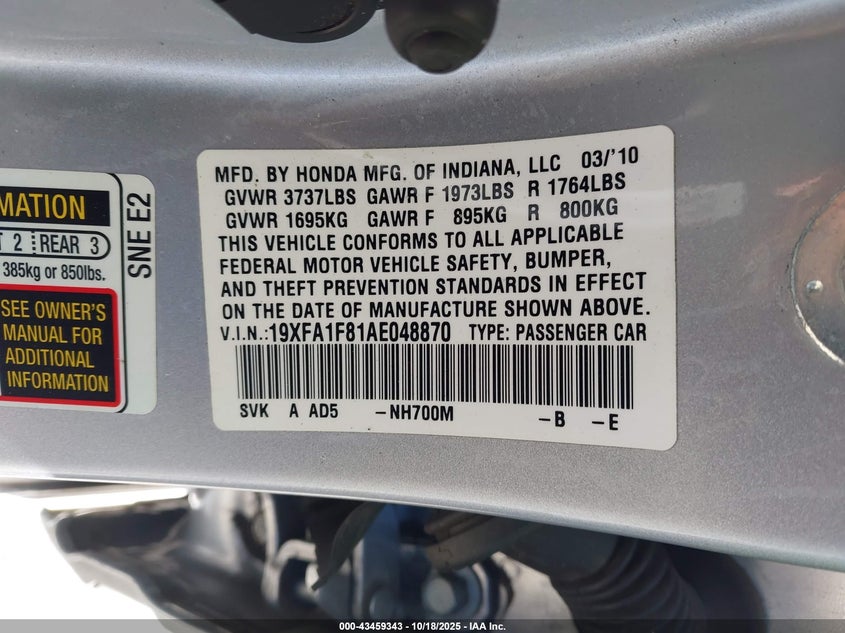 MATION
T 2 REAR 3
385kg or 850lbs.
SEE OWNER'S
MANUAL FOR
ADDITIONAL
INFORMATION
SNE E2
MFD. BY HONDA MFG. OF INDIANA, LLC 03/'10
GVWR 3737LBS GAWR F 1973LBS R 1764LBS
GVWR 1695KG GAWR F 895KG R 800KG
THIS VEHICLE CONFORMS TO ALL APPLICABLE
FEDERAL MOTOR VEHICLE SAFETY, BUMPER,
AND THEFT PREVENTION STANDARDS IN EFFECT
ON THE DATE OF MANUFACTURE SHOWN ABOVE.
V.I.N.:19XFA1F81AE048870 TYPE: PASSENGER CAR
SVK A AD5 -NH700M -B -E
000-43459343 | 10/18/2025 - IAA Inc.